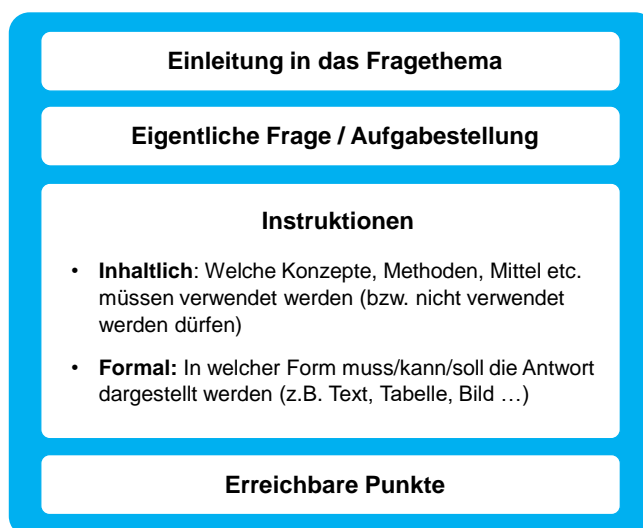 Einleitung in das Fragethema
Eigentliche Frage / Aufgabestellung
Instruktionen
• Inhaltlich: Welche Konzepte, Methoden, Mittel etc.
müssen verwendet werden (bzw. nicht verwendet
werden dürfen)
• Formal: In welcher Form muss/kann/soll die Antwort
dargestellt werden (z.B. Text, Tabelle, Bild …)
Erreichbare Punkte